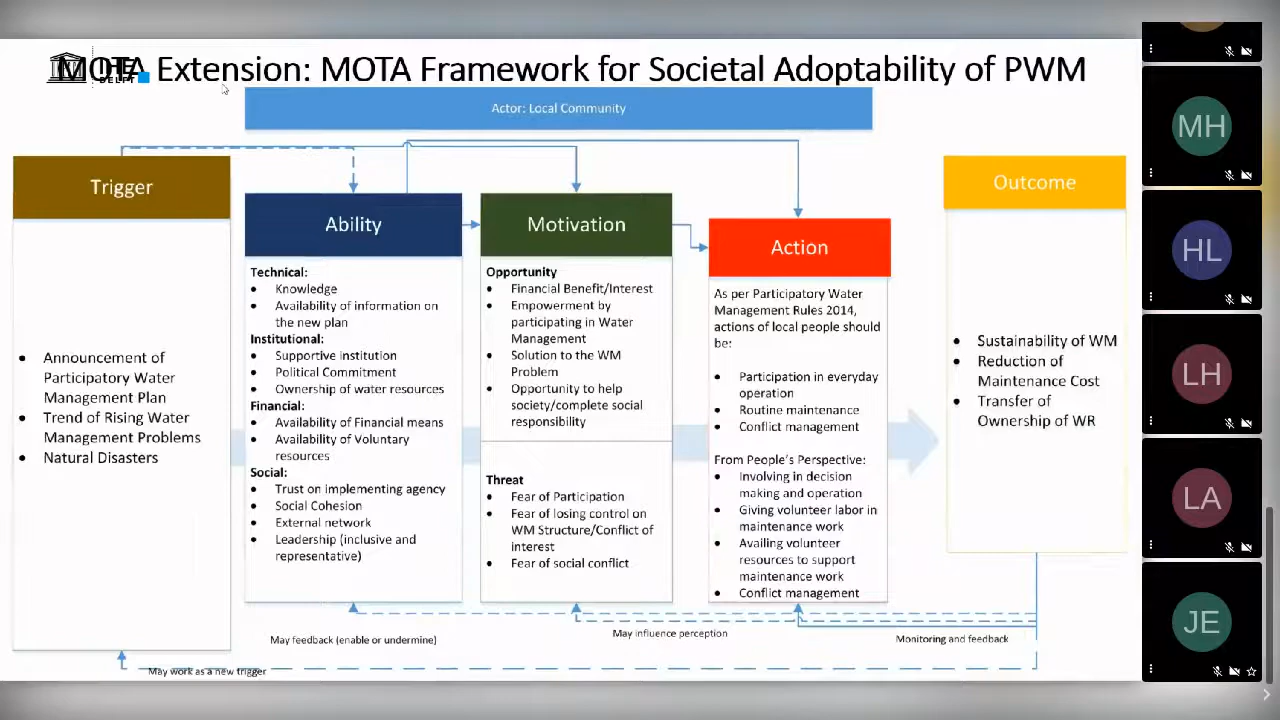 MOTA Extension: MOTA Framework for Societal Adoptability of PWM
IHE
DELFT
Actor: Local Community
Trigger
Announcement of
Participatory Water
Management Plan
Trend of Rising Water
Management Problems
Natural Disasters
Ability
Technical:
Knowledge
Availability of information on
the new plan
Institutional:
Supportive institution
Political Commitment
Ownership of water resources
Financial:
Availability of Financial means
Availability of Voluntary
resources
Social:
Trust on implementing agency
Social Cohesion
External network
Leadership (inclusive and
representative)
Motivation
Opportunity
Financial Benefit/Interest
Empowerment by
participating in Water
Management
Solution to the WM
Problem
Opportunity to help
society/complete social
responsibility
Threat
Fear of Participation
Fear of losing control on
WM Structure/Conflict of
interest
Fear of social conflict
Action
As per Participatory Water
Management Rules 2014,
actions of local people should
be:
Participation in everyday
operation
Routine maintenance
Conflict management
From People's Perspective:
Involving in decision
making and operation
Giving volunteer labor in
maintenance work
Availing volunteer
resources to support
maintenance work
Conflict management
Outcome
Sustainability of WM
Reduction of
Maintenance Cost
Transfer of
Ownership of WR
May feedback (enable or undermine)
May influence perception
Monitoring and feedback
May work as a new trigger
MH
HL
LH
LA
JE